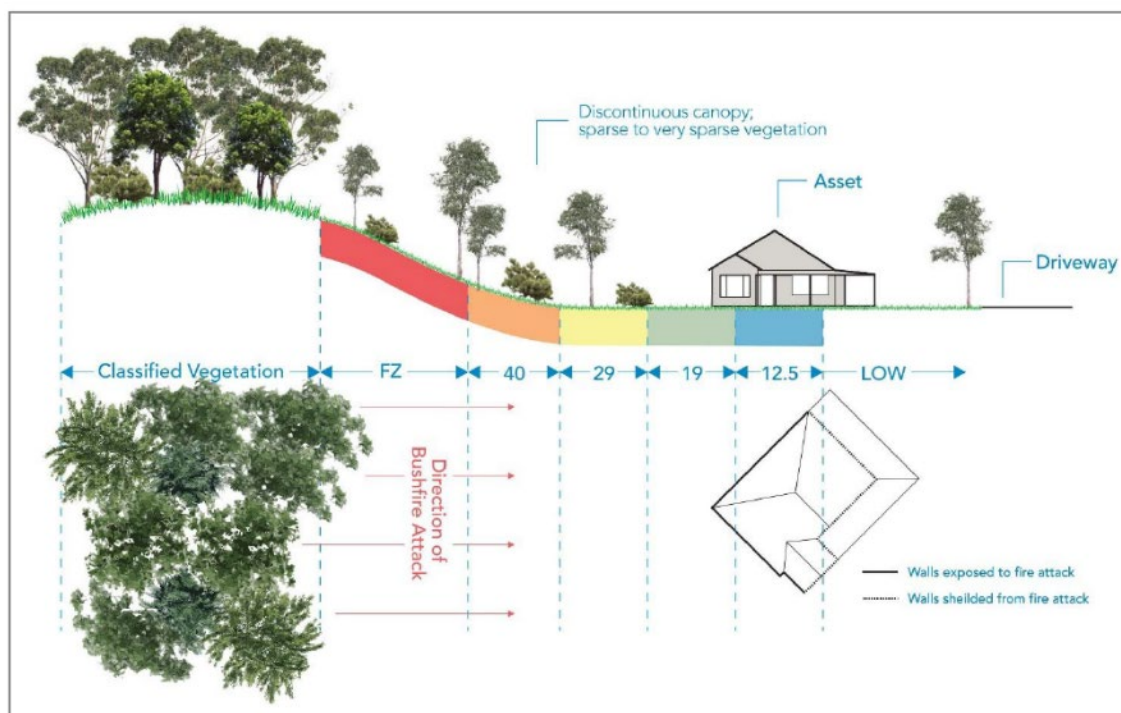 Discontinuous canopy;
sparse to very sparse vegetation
Asset
Driveway
Classified Vegetation
FZ
40
29
19
12.5
LOW
Direction of
Bushfire Attack
Walls exposed to fire attack
Walls sheilded from fire attack